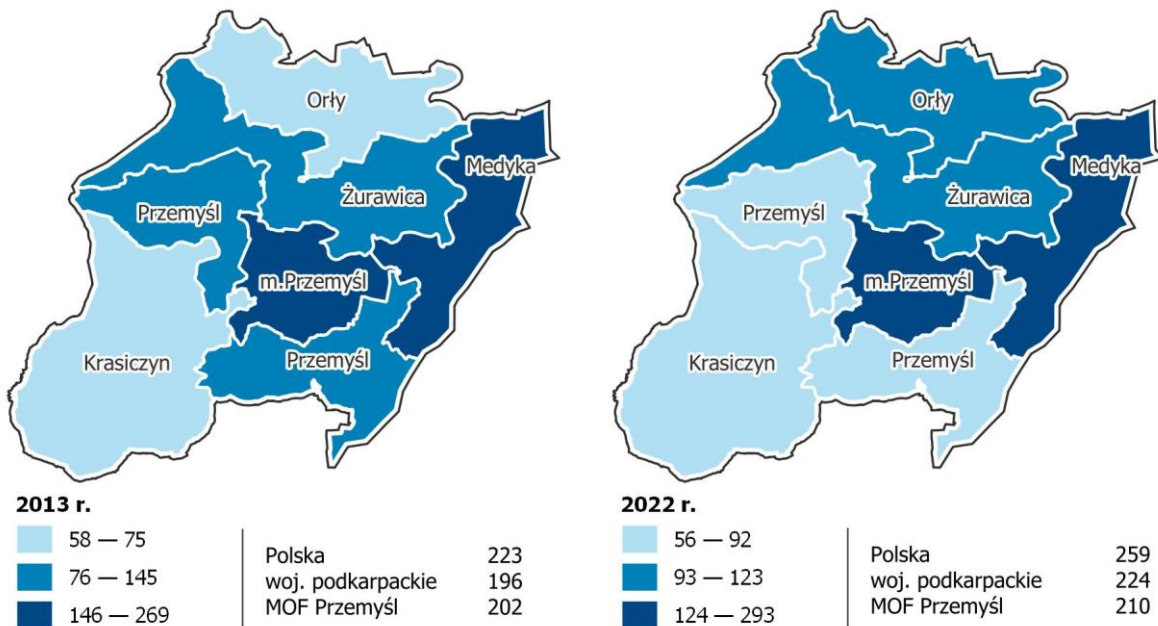 Orły
Medyka
Żurawica
Przemyśl
m.Przemyśl
Krasiczyn
Przemyśl
2013 r.
58 — 75
76 — 145
146 — 269
Polska 223
woj. podkarpackie 196
MOF Przemyśl 202
Orły
Medyka
Żurawica
Przemyśl
m.Przemyśl
Krasiczyn
Przemyśl
2022 r.
56 — 92
93 — 123
124 — 293
Polska 259
woj. podkarpackie 224
MOF Przemyśl 210